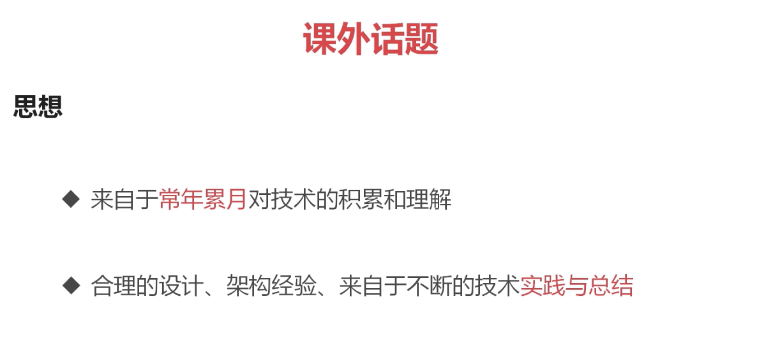 课外话题
思想
◆ 来自于常年累月对技术的积累和理解
◆ 合理的设计、架构经验、来自于不断的技术实践与总结